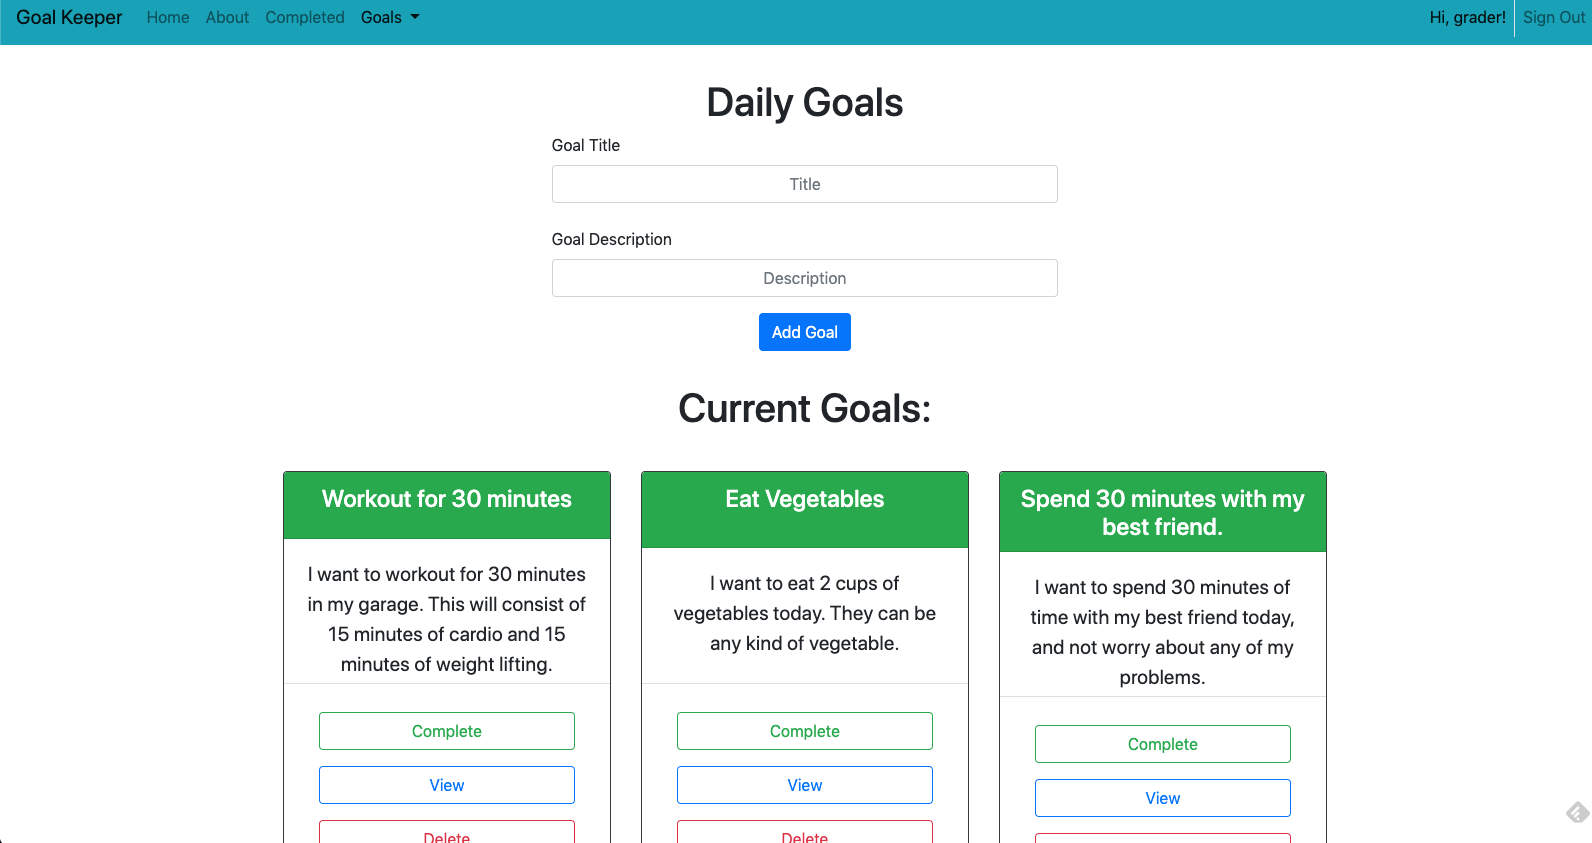 Goal Keeper Home About Completed Goals Hi, grader! Sign Out
Daily Goals
Goal Title
Title
Goal Description
Description
Add Goal
Current Goals:
Workout for 30 minutes
I want to workout for 30 minutes
in my garage. This will consist of
15 minutes of cardio and 15
minutes of weight lifting.
Complete
View
Delete
Eat Vegetables
I want to eat 2 cups of
vegetables today. They can be
any kind of vegetable.
Complete
View
Delete
Spend 30 minutes with my
best friend.
I want to spend 30 minutes of
time with my best friend today,
and not worry about any of my
problems.
Complete
View